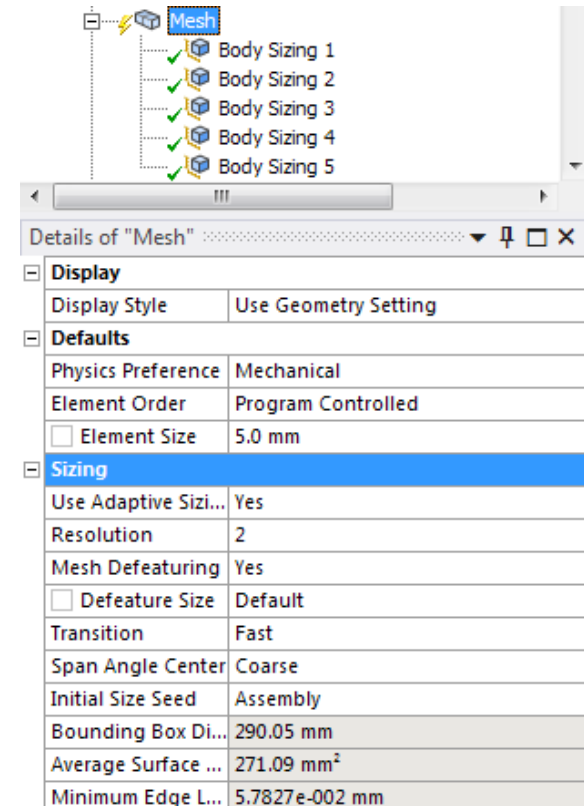 Mesh
Body Sizing 1
Body Sizing 2
Body Sizing 3
Body Sizing 4
Body Sizing 5
Details of "Mesh"
Display
Display Style Use Geometry Setting
Defaults
Physics Preference Mechanical
Element Order Program Controlled
Element Size 5.0 mm
Sizing
Use Adaptive Sizi... Yes
Resolution 2
Mesh Defeaturing Yes
Defeature Size Default
Transition Fast
Span Angle Center Coarse
Initial Size Seed Assembly
Bounding Box Di... 290.05 mm
Average Surface ... 271.09 mm²
Minimum Edge L... 5.7827e-002 mm